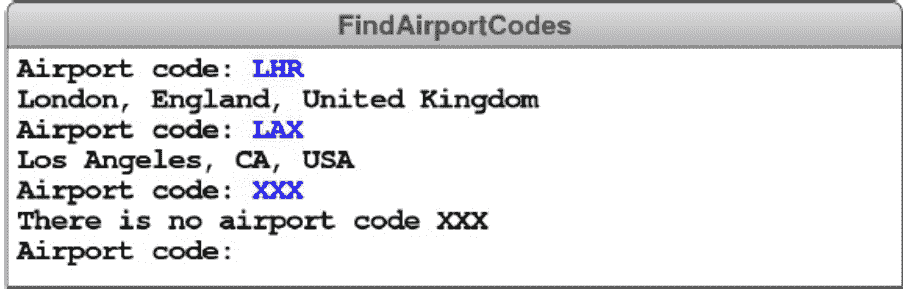 FindAirportCodes
Airport code: LHR
London, England, United Kingdom
Airport code: LAX
Los Angeles, CA, USA
Airport code: XXX
There is no airport code XXX
Airport code: